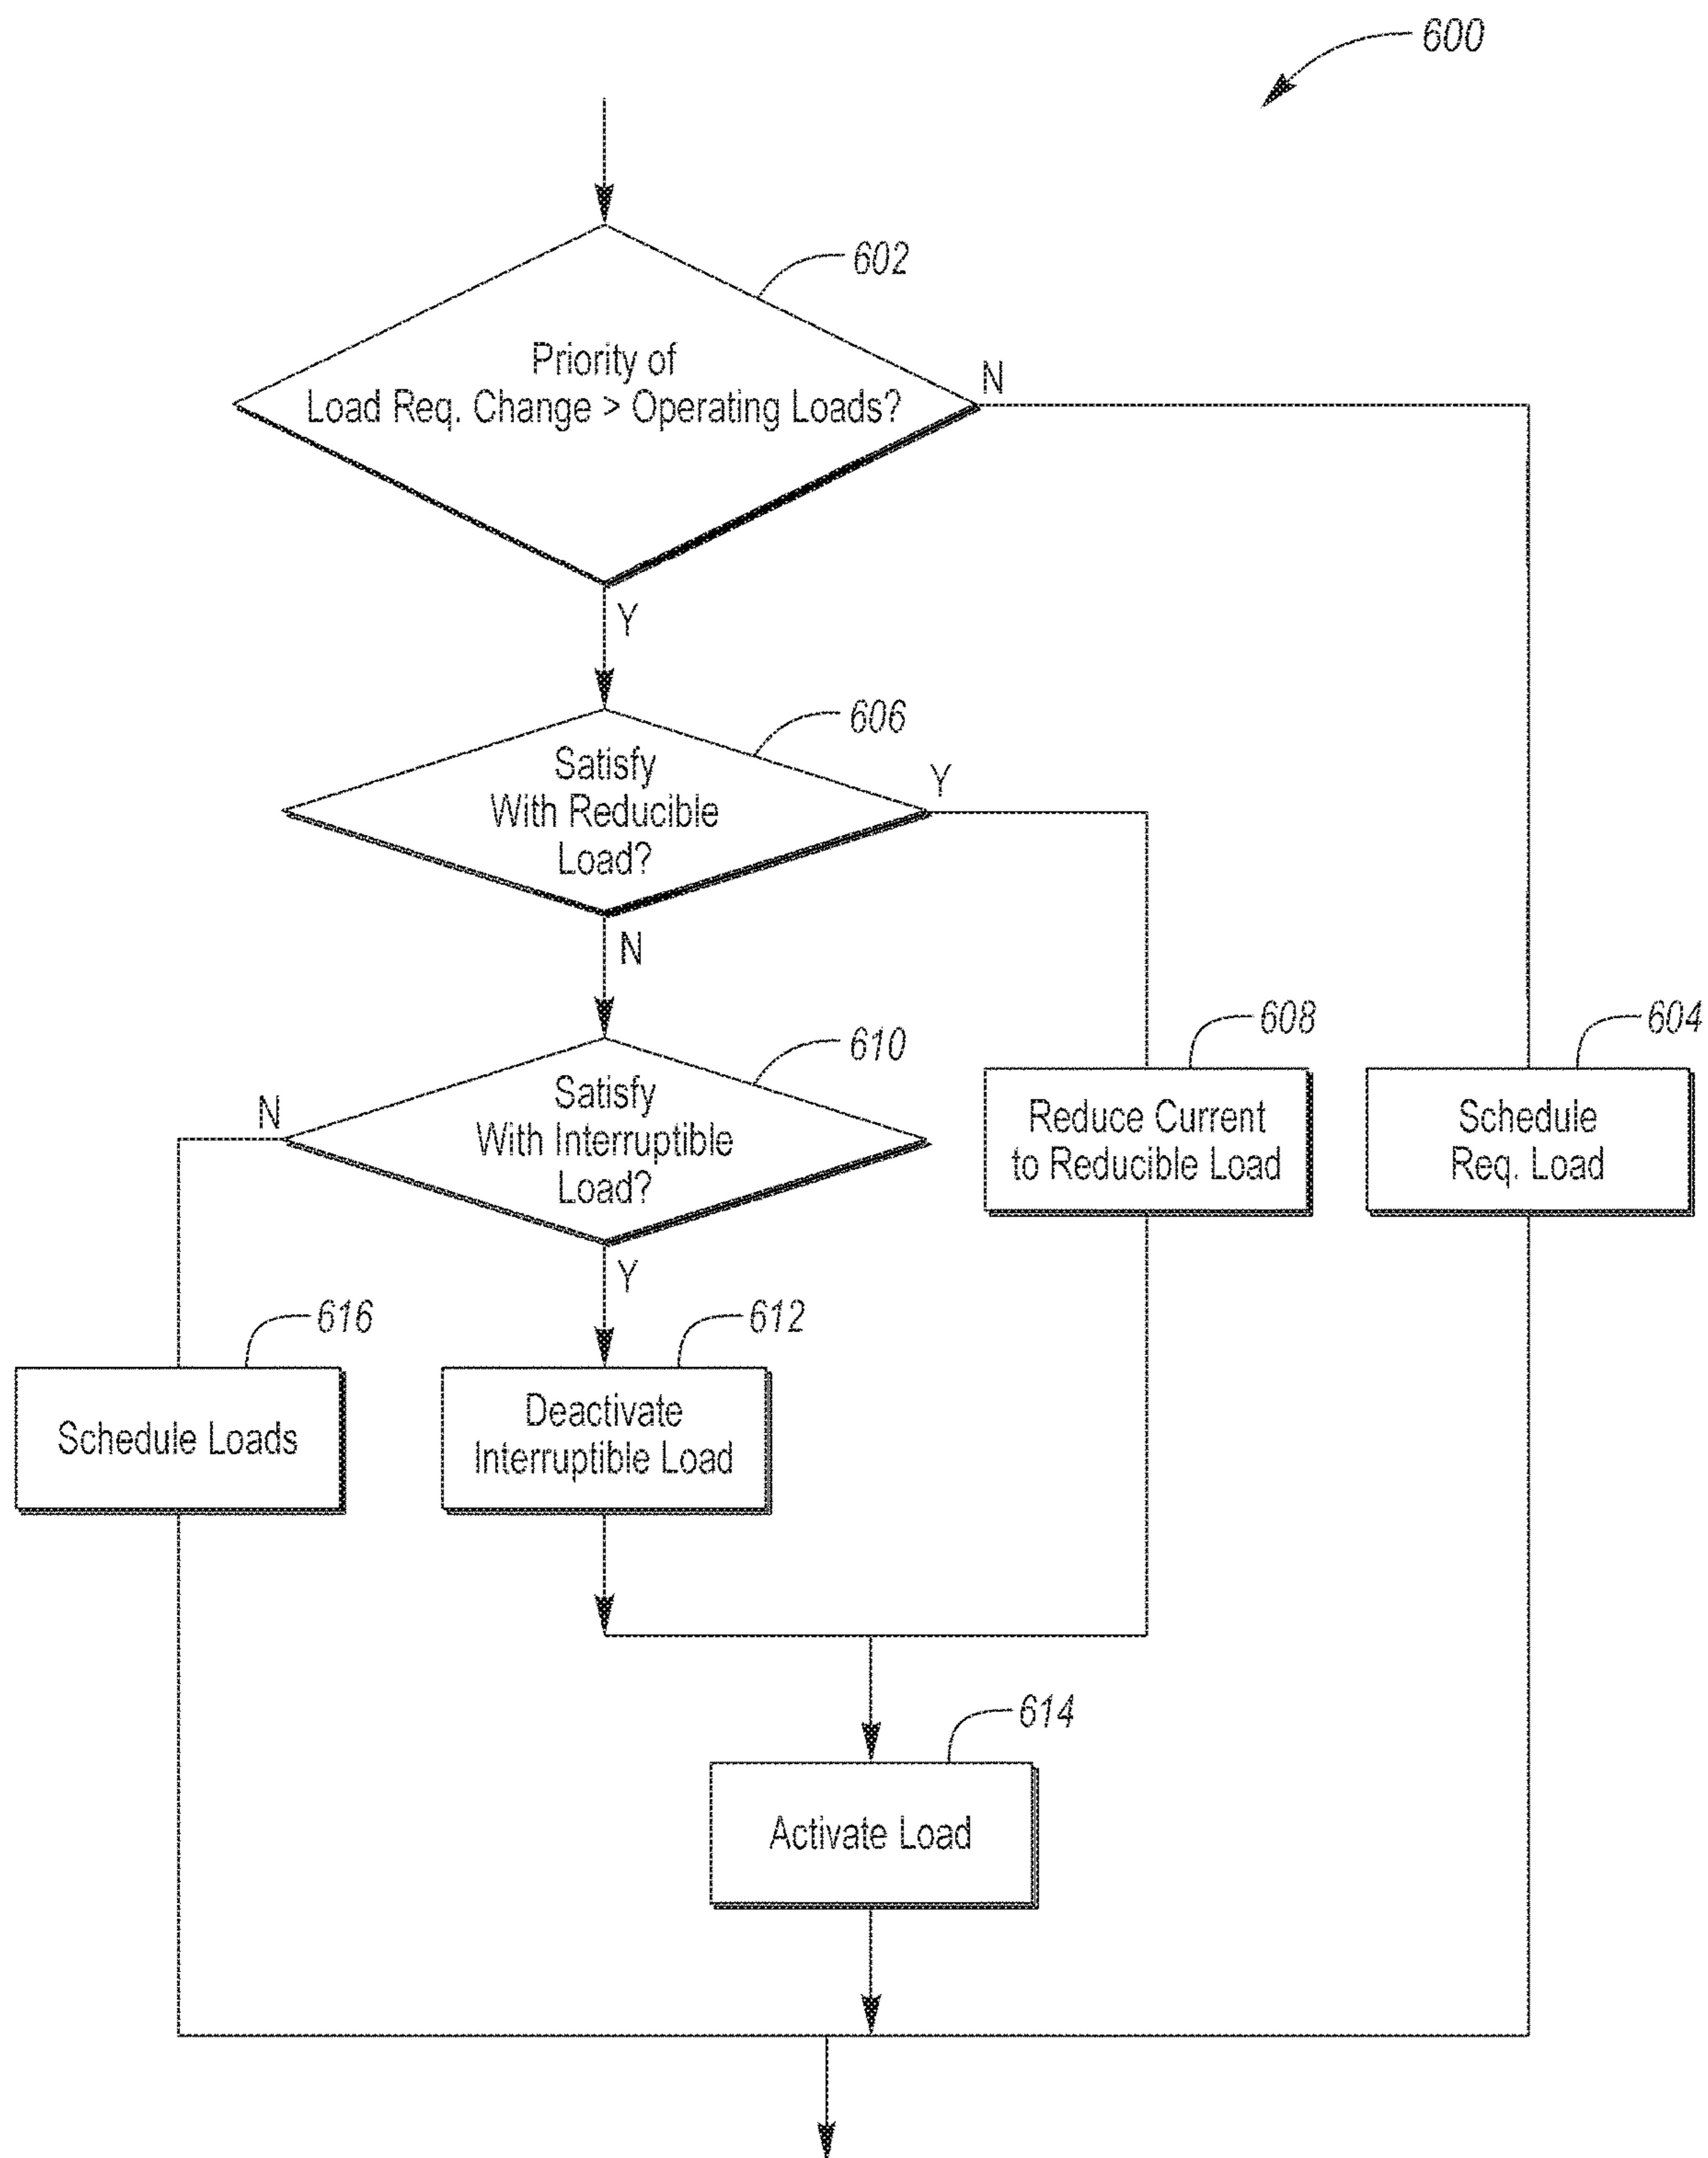 600
602
Priority of
Load Req. Change > Operating Loads?
N
Y
606
Satisfy
With Reducible
Load?
Y
N
610
Satisfy
With Interruptible
Load?
N
Y
608
Reduce Current
to Reducible Load
604
Schedule
Req. Load
616
Schedule Loads
612
Deactivate
Interruptible Load
614
Activate Load